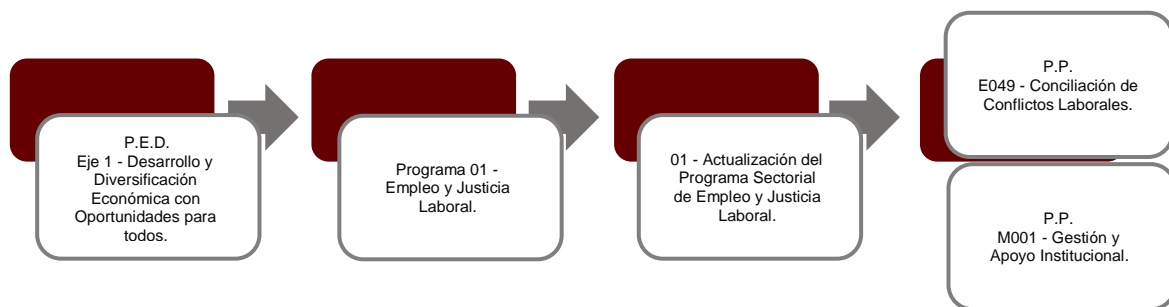 P.E.D.
Eje 1 - Desarrollo y
Diversificación
Económica con
Oportunidades para
todos.
Programa 01 -
Empleo y Justicia
Laboral.
01 - Actualización del
Programa Sectorial
de Empleo y Justicia
Laboral.
P.P.
E049 - Conciliación de
Conflictos Laborales.
P.P.
M001 - Gestión y
Apoyo Institucional.